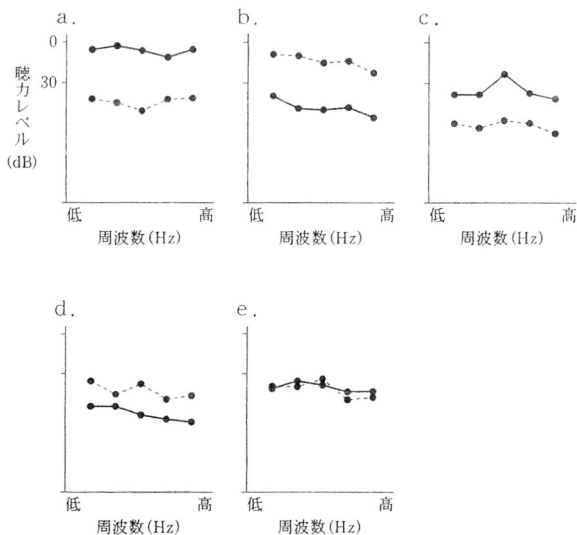 a.
b.
c.
0
30
聴力レベル
(dB)
低
高
周波数(Hz)
低
高
周波数(Hz)
低
高
周波数(Hz)
d.
e.
低
高
周波数(Hz)
低
高
周波数(Hz)